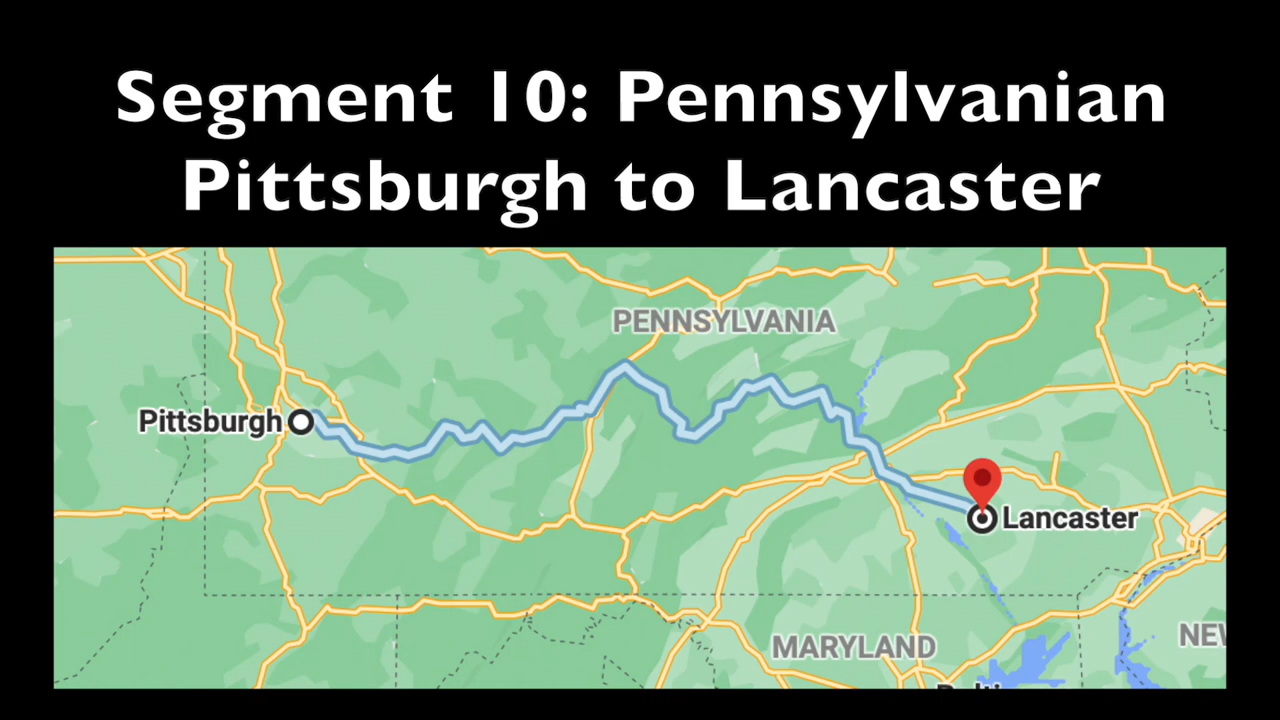 Segment 10: Pennsylvanian
Pittsburgh to Lancaster
PENNSYLVANIA
Pittsburgh
Lancaster
MARYLAND